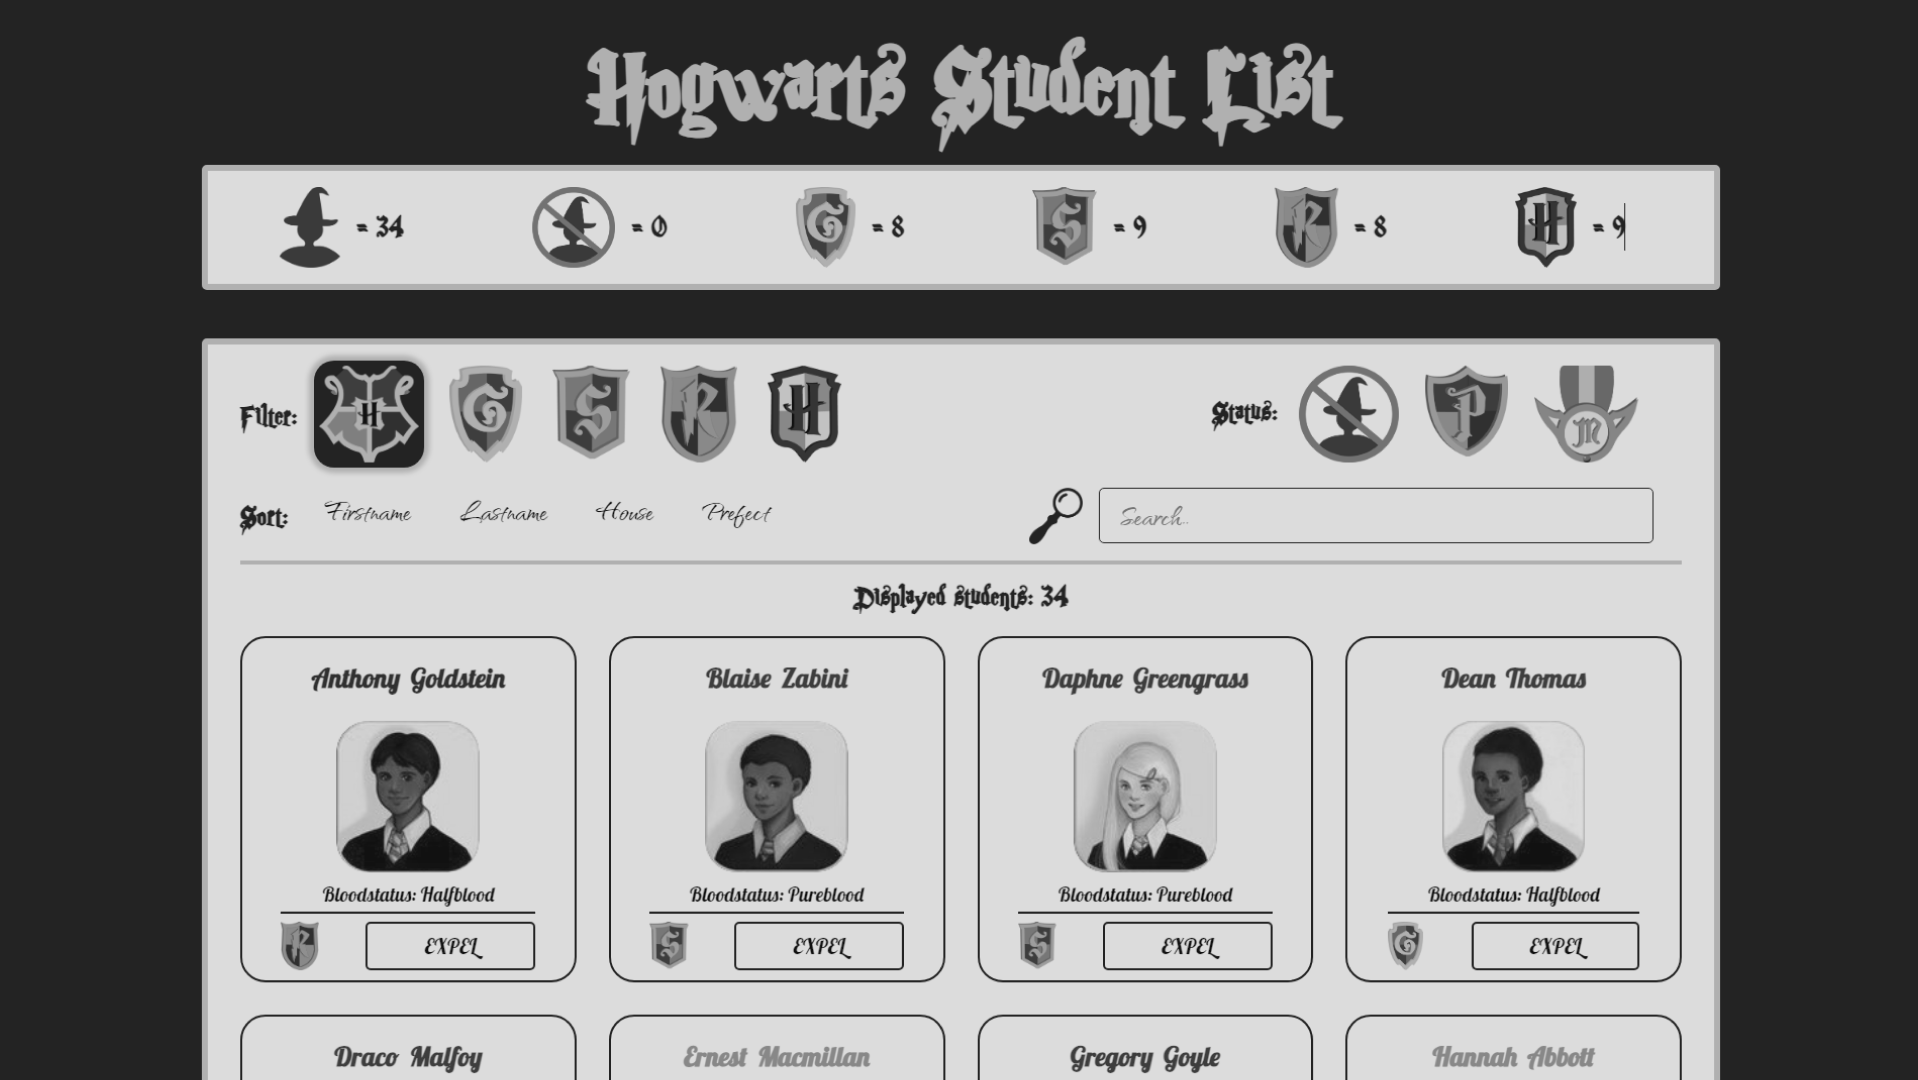 Hogwarts Student List
= 34 = 0 G = 8 S = 9 R = 8 H = 9
Filter: H G S R H Status: P M
Sort: Firstname Lastname House Prefect Search..
Displayed students: 34
Anthony Goldstein Blaise Zabini Daphne Greengrass Dean Thomas
Bloodstatus: Halfblood Bloodstatus: Pureblood Bloodstatus: Pureblood Bloodstatus: Halfblood
R EXPEL S EXPEL S EXPEL G EXPEL
Draco Malfoy Ernest Macmillan Gregory Goyle Hannah Abbott